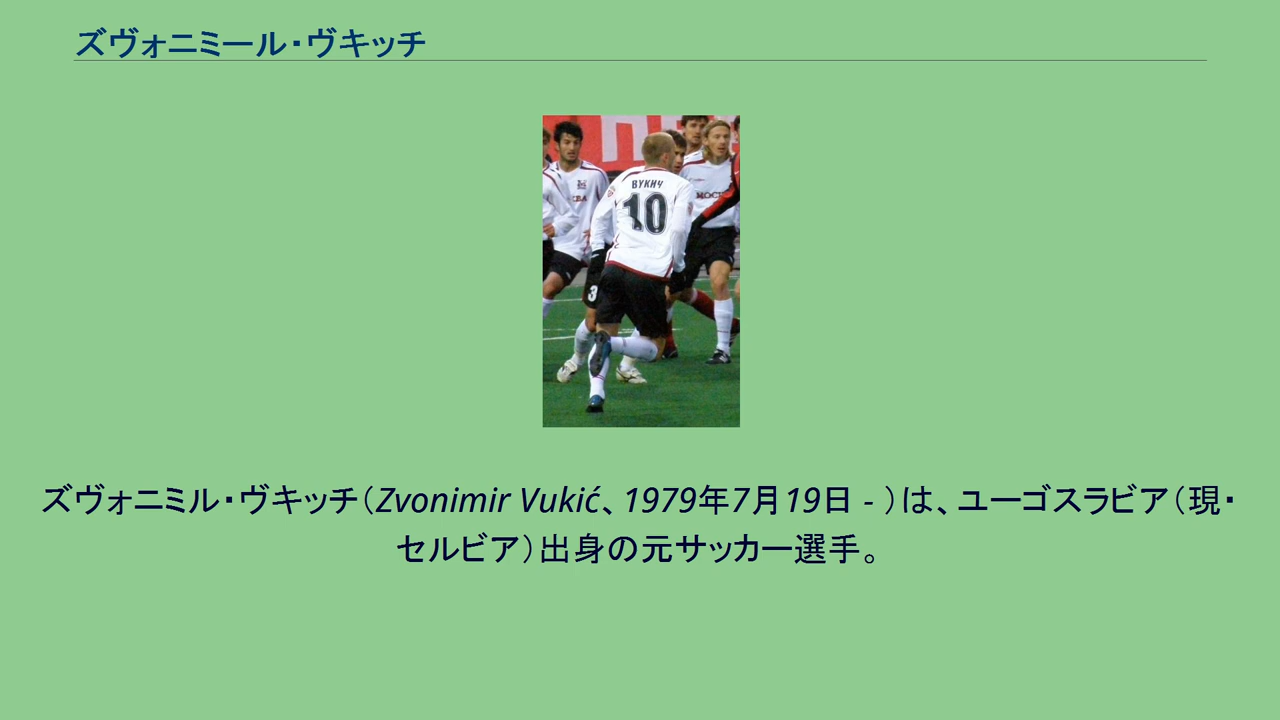 ズヴォニミール・ヴキッチ
ВУКИЧ
10
МОСК
3
ズヴォニミル・ヴキッチ（Zvonimir Vukić、1979年7月19日 - ）は、ユーゴスラビア（現・
セルビア）出身の元サッカー選手。